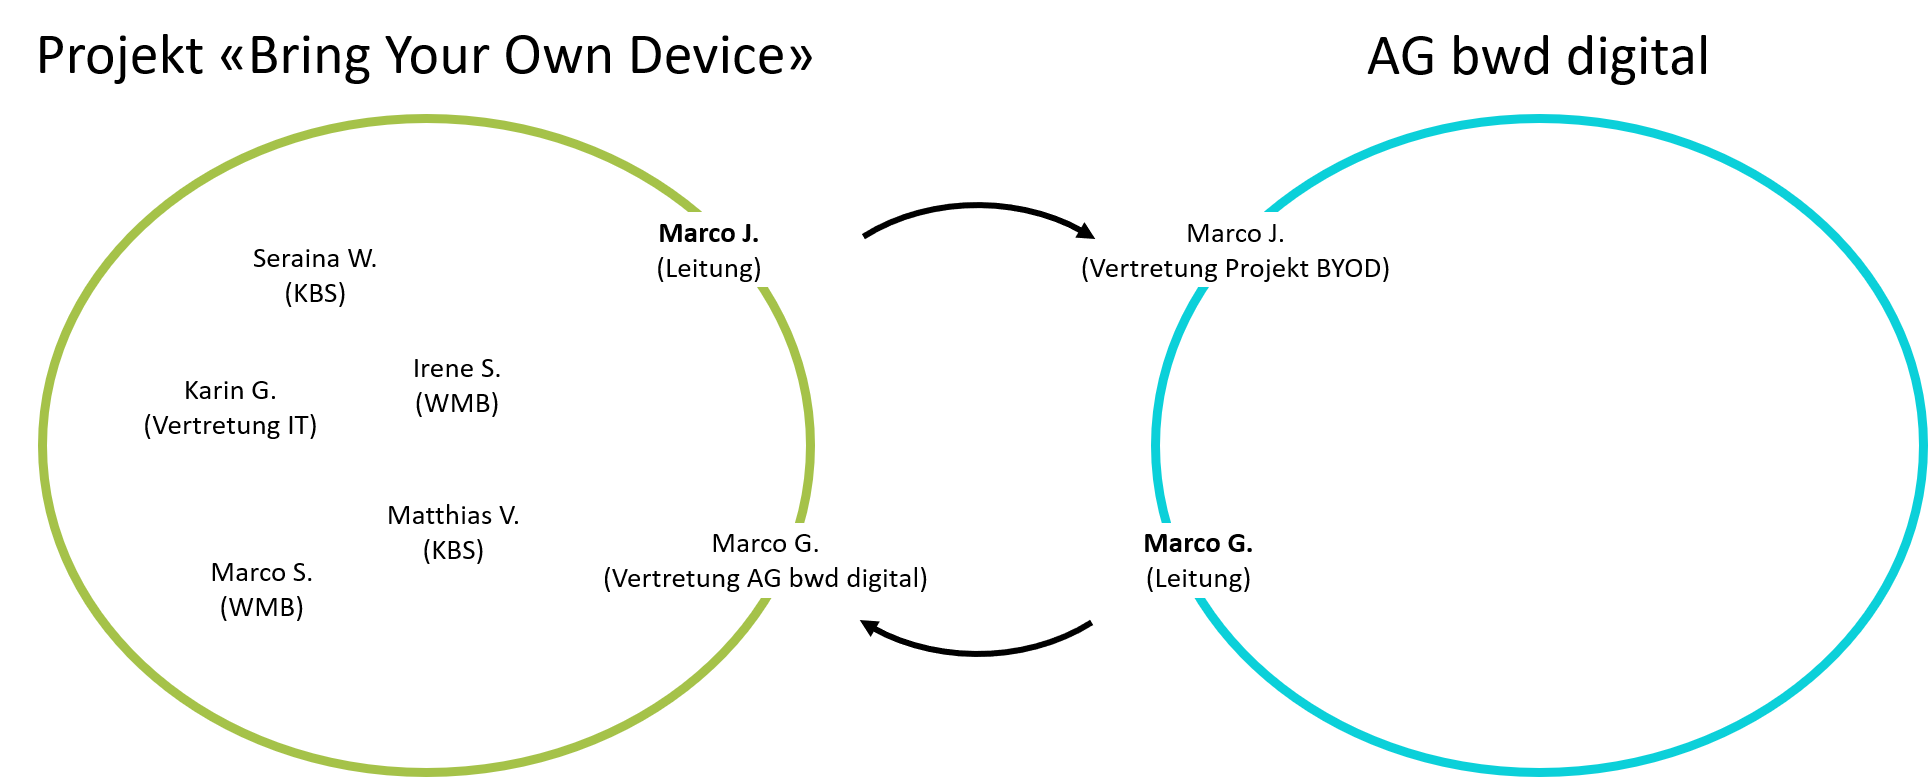 Projekt «Bring Your Own Device»
AG bwd digital
Marco J.
(Leitung)
Seraina W.
(KBS)
Irene S.
(WMB)
Karin G.
(Vertretung IT)
Matthias V.
(KBS)
Marco S.
(WMB)
Marco G.
(Vertretung AG bwd digital)
Marco J.
(Vertretung Projekt BYOD)
Marco G.
(Leitung)